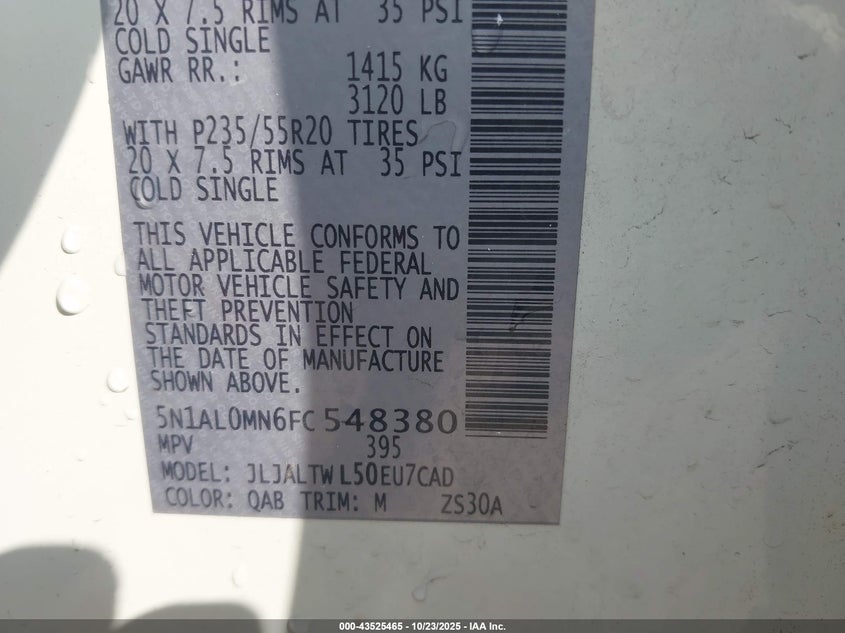 20 X 7.5 RIMS AT 35 PSI
COLD SINGLE
GAWR RR.: 1415 KG
3120 LB
WITH P235/55R20 TIRES
20 X 7.5 RIMS AT 35 PSI
COLD SINGLE
THIS VEHICLE CONFORMS TO
ALL APPLICABLE FEDERAL
MOTOR VEHICLE SAFETY AND
THEFT PREVENTION
STANDARDS IN EFFECT ON
THE DATE OF MANUFACTURE
SHOWN ABOVE.
5N1AL0MN6FC548380
MPV 395
MODEL: JLJALTWL50EU7CAD
COLOR: QAB TRIM: M ZS30A
000-43525465 - 10/23/2025 - IAA Inc.